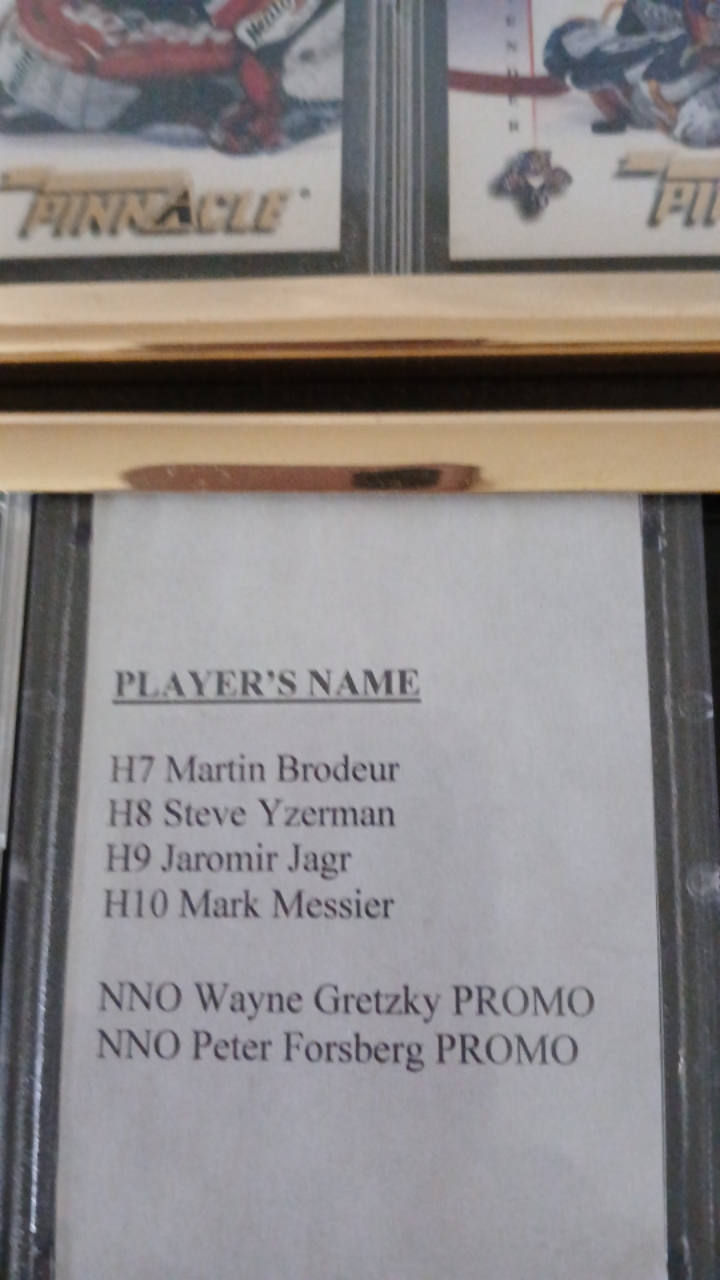 PINNACLE
PLAYER'S NAME
H7 Martin Brodeur
H8 Steve Yzerman
H9 Jaromir Jagr
H10 Mark Messier
NNO Wayne Gretzky PROMO
NNO Peter Forsberg PROMO